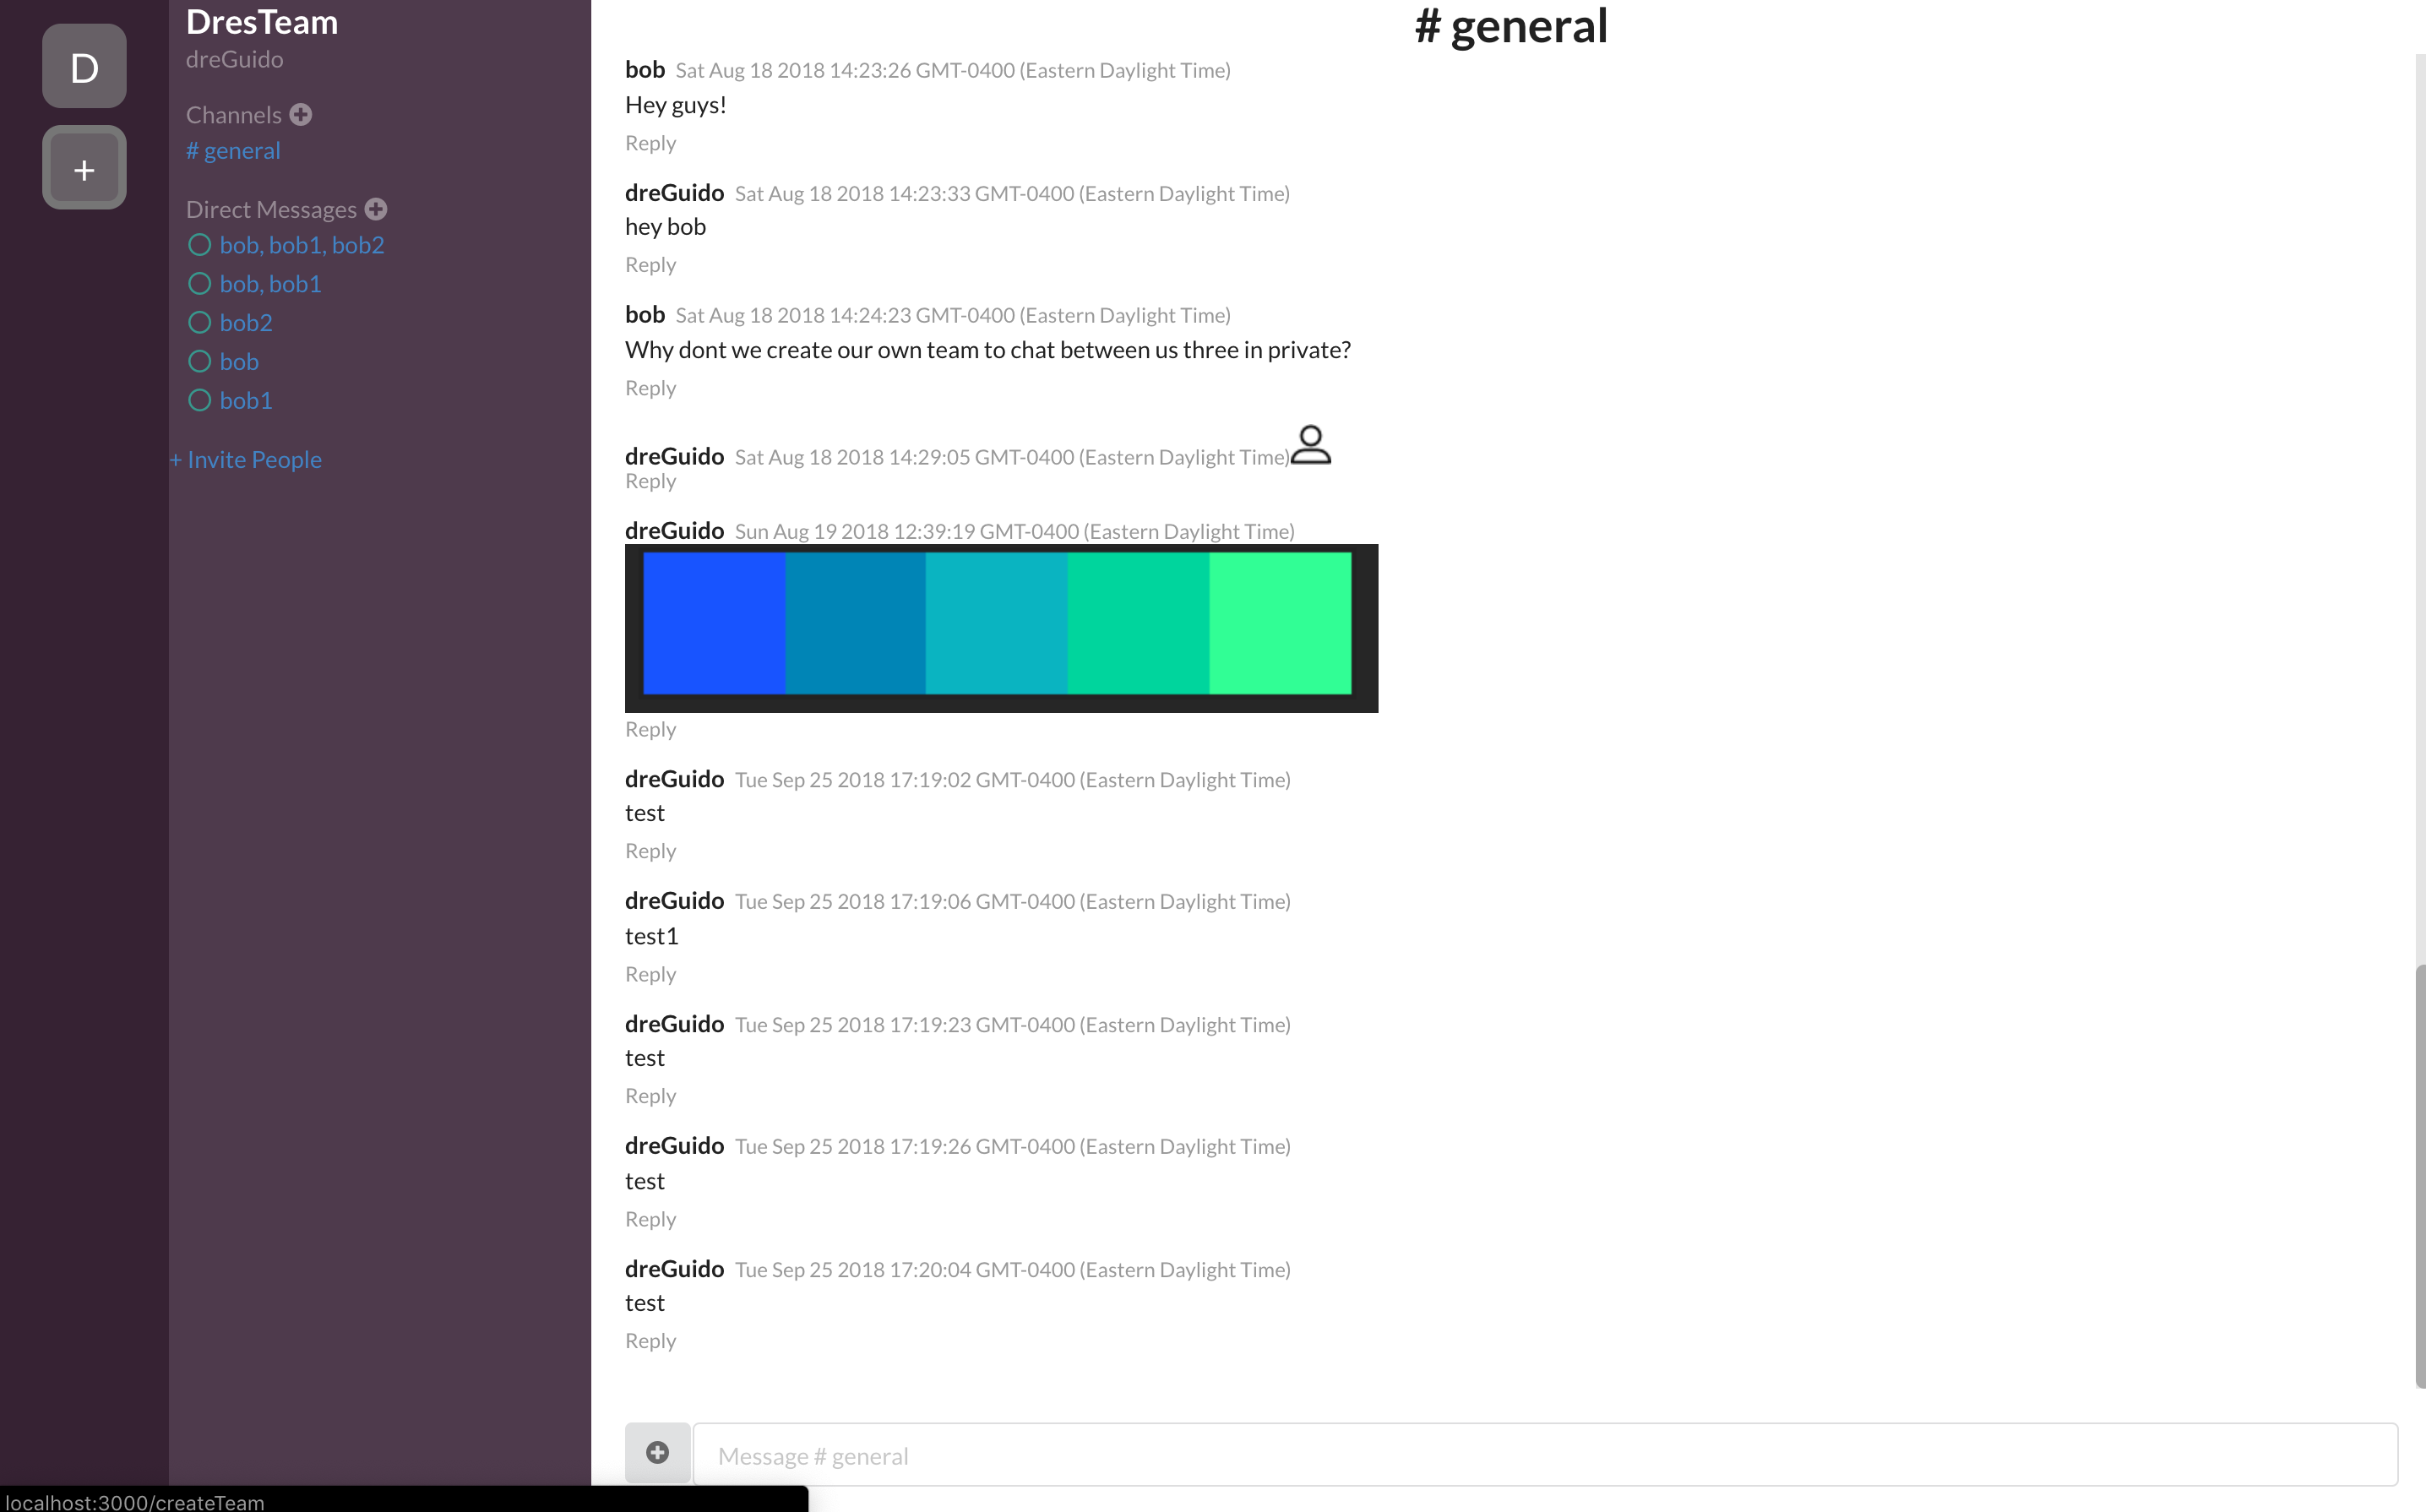 D
+
DresTeam
dreGuido
Channels
# general
Direct Messages
bob, bob1, bob2
bob, bob1
bob2
bob
bob1
+ Invite People
# general
bob Sat Aug 18 2018 14:23:26 GMT-0400 (Eastern Daylight Time)
Hey guys!
Reply
dreGuido Sat Aug 18 2018 14:23:33 GMT-0400 (Eastern Daylight Time)
hey bob
Reply
bob Sat Aug 18 2018 14:24:23 GMT-0400 (Eastern Daylight Time)
Why dont we create our own team to chat between us three in private?
Reply
dreGuido Sat Aug 18 2018 14:29:05 GMT-0400 (Eastern Daylight Time)
Reply
dreGuido Sun Aug 19 2018 12:39:19 GMT-0400 (Eastern Daylight Time)
Reply
dreGuido Tue Sep 25 2018 17:19:02 GMT-0400 (Eastern Daylight Time)
test
Reply
dreGuido Tue Sep 25 2018 17:19:06 GMT-0400 (Eastern Daylight Time)
test1
Reply
dreGuido Tue Sep 25 2018 17:19:23 GMT-0400 (Eastern Daylight Time)
test
Reply
dreGuido Tue Sep 25 2018 17:19:26 GMT-0400 (Eastern Daylight Time)
test
Reply
dreGuido Tue Sep 25 2018 17:20:04 GMT-0400 (Eastern Daylight Time)
test
Reply
Message # general
localhost:3000/createTeam